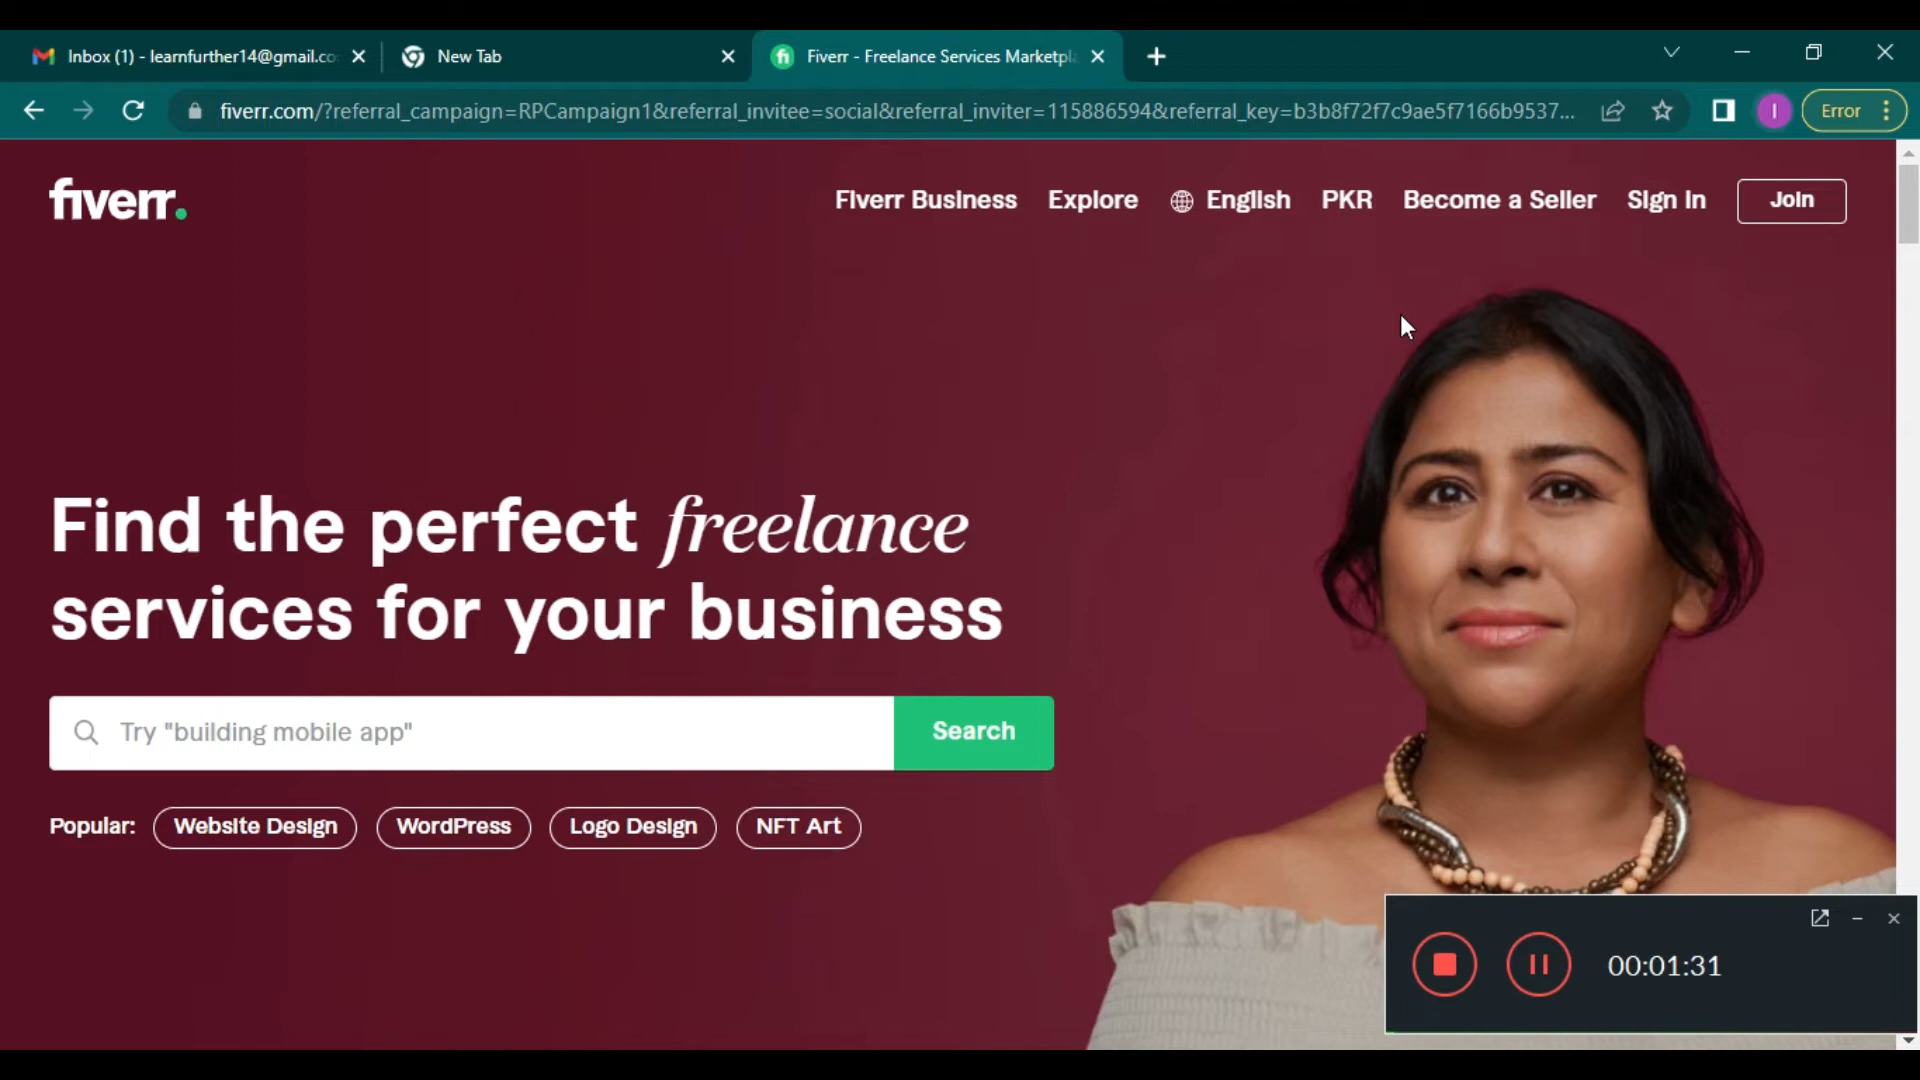 Inbox (1) - learnfurther14@gmail.co
New Tab
Fiverr - Freelance Services Marketpl
fiverr.com/?referral_campaign=RPCampaign1&referral_invitee=social&referral_inviter=115886594&referral_key=b3b8f72f7c9ae5f7166b9537...
I
Error
fiverr.
Fiverr Business
Explore
English
PKR
Become a Seller
Sign In
Join
Find the perfect freelance
services for your business
Try "building mobile app"
Search
Popular:
Website Design
WordPress
Logo Design
NFT Art
00:01:31